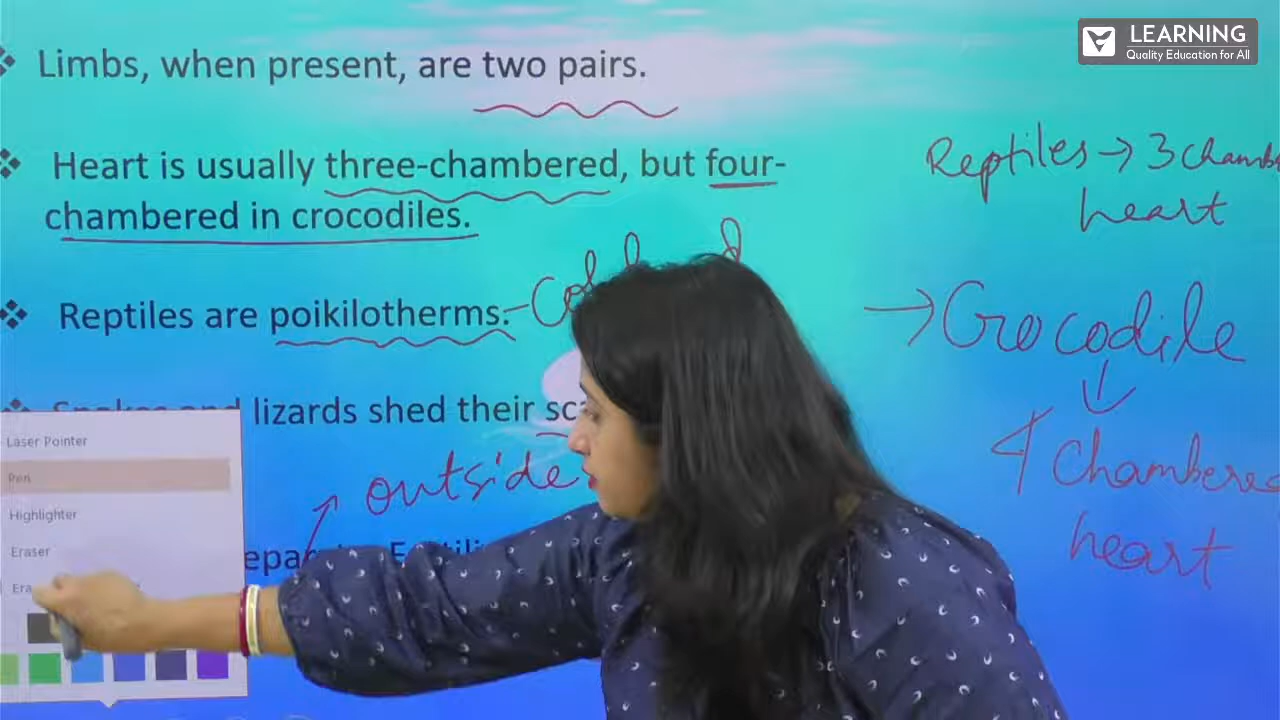 LEARNING
Quality Education for All
Limbs, when present, are two pairs.
Heart is usually three-chambered, but four-
chambered in crocodiles.
Reptiles are poikilotherms.
lizards shed their
outside
Laser Pointer
Pen
Highlighter
Eraser
Reptiles → 3
heart
→ Crocodile
4 Chambered
heart